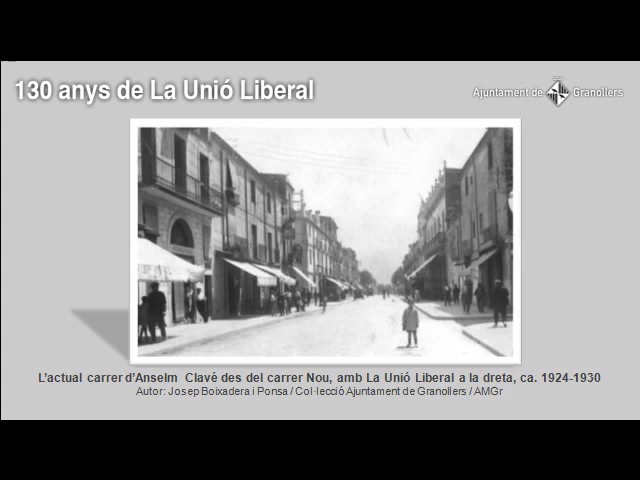 130 anys de La Unió Liberal
Ajuntament de Granollers
L'actual carrer d'Anselm Clavé des del carrer Nou, amb La Unió Liberal a la dreta, ca. 1924-1930
Autor: Josep Boixadera i Ponsa / Col·lecció Ajuntament de Granollers / AMGr